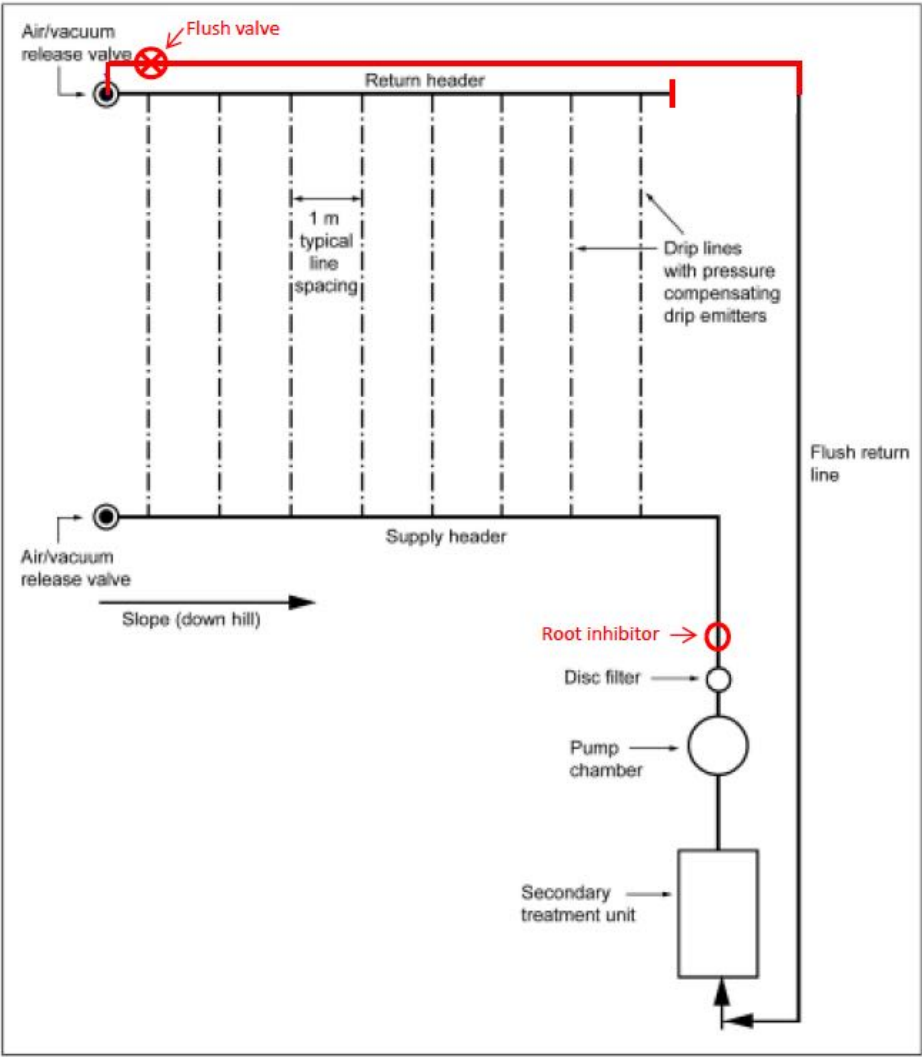 Air/vacuum
release valve
Flush valve
Return header
1 m
typical
line
spacing
Drip lines
with pressure
compensating
drip emitters
Flush return
line
Supply header
Air/vacuum
release valve
Slope (down hill)
Root inhibitor
Disc filter
Pump
chamber
Secondary
treatment unit